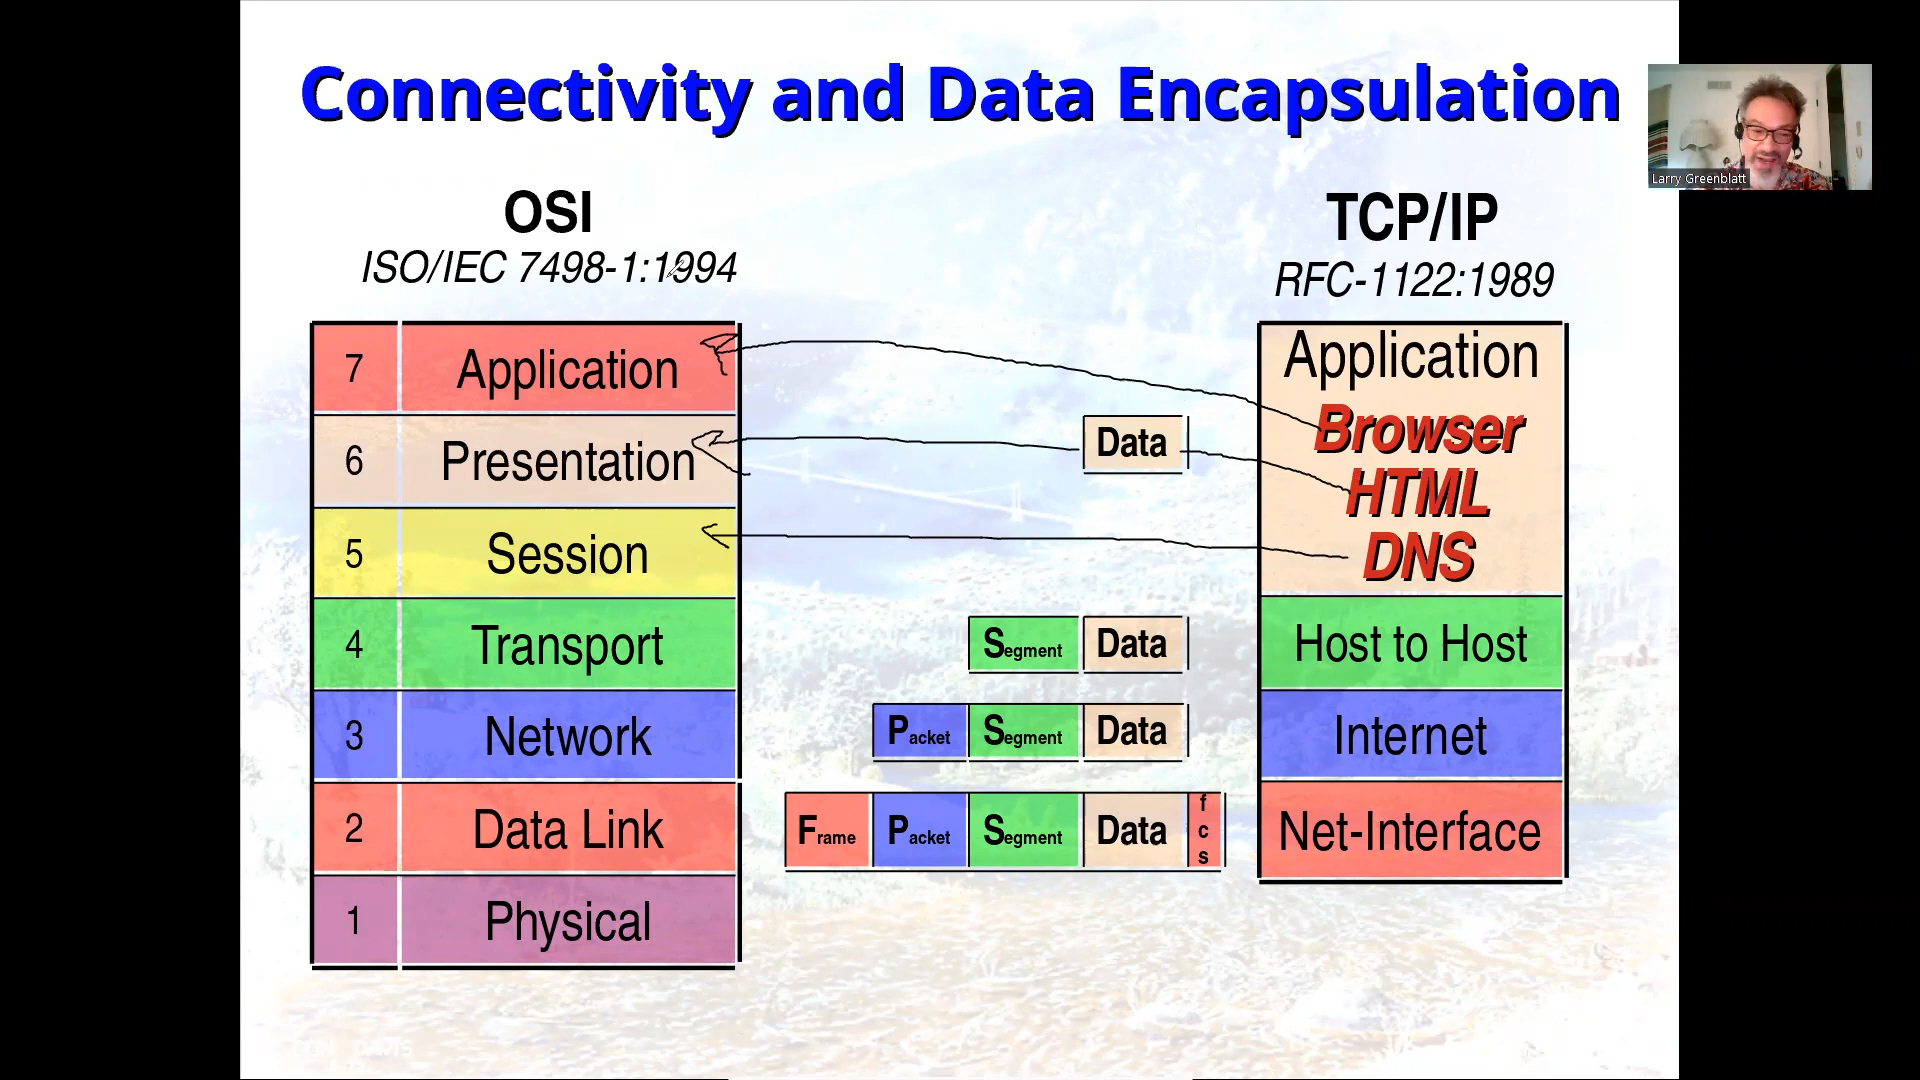 Connectivity and Data Encapsulation
Larry Greenblatt
OSI
ISO/IEC 7498-1:1994
TCP/IP
RFC-1122:1989
7 Application
6 Presentation
5 Session
4 Transport
3 Network
2 Data Link
1 Physical
Data
Segment Data
Packet Segment Data
Frame Packet Segment Data fcs
Application
Browser
HTML
DNS
Host to Host
Internet
Net-Interface